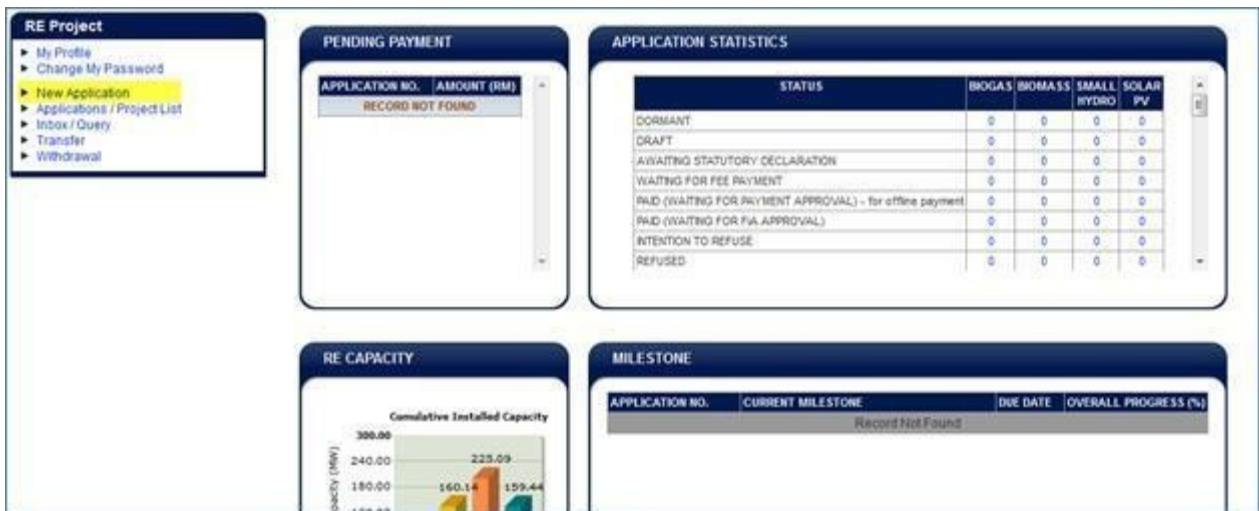 RE Project
My Profile
Change My Password
New Application
Applications / Project List
Inbox / Query
Transfer
Withdrawal
PENDING PAYMENT
APPLICATION NO. AMOUNT (RM)
RECORD NOT FOUND
APPLICATION STATISTICS
STATUS BIOGAS BIOMASS SMALL HYDRO SOLAR PV
DORMANT 0 0 0 0
DRAFT 0 0 0 0
AWAITING STATUTORY DECLARATION 0 0 0 0
WAITING FOR FEE PAYMENT 0 0 0 0
PAID (WAITING FOR PAYMENT APPROVAL) - for offline payment 0 0 0 0
PAID (WAITING FOR FiA APPROVAL) 0 0 0 0
INTENTION TO REFUSE 0 0 0 0
REFUSED 0 0 0 0
RE CAPACITY
Cumulative Installed Capacity
300.00
240.00
180.00
(MW)
225.09
160.14
159.44
MILESTONE
APPLICATION NO. CURRENT MILESTONE DUE DATE OVERALL PROGRESS (%)
Record Not Found